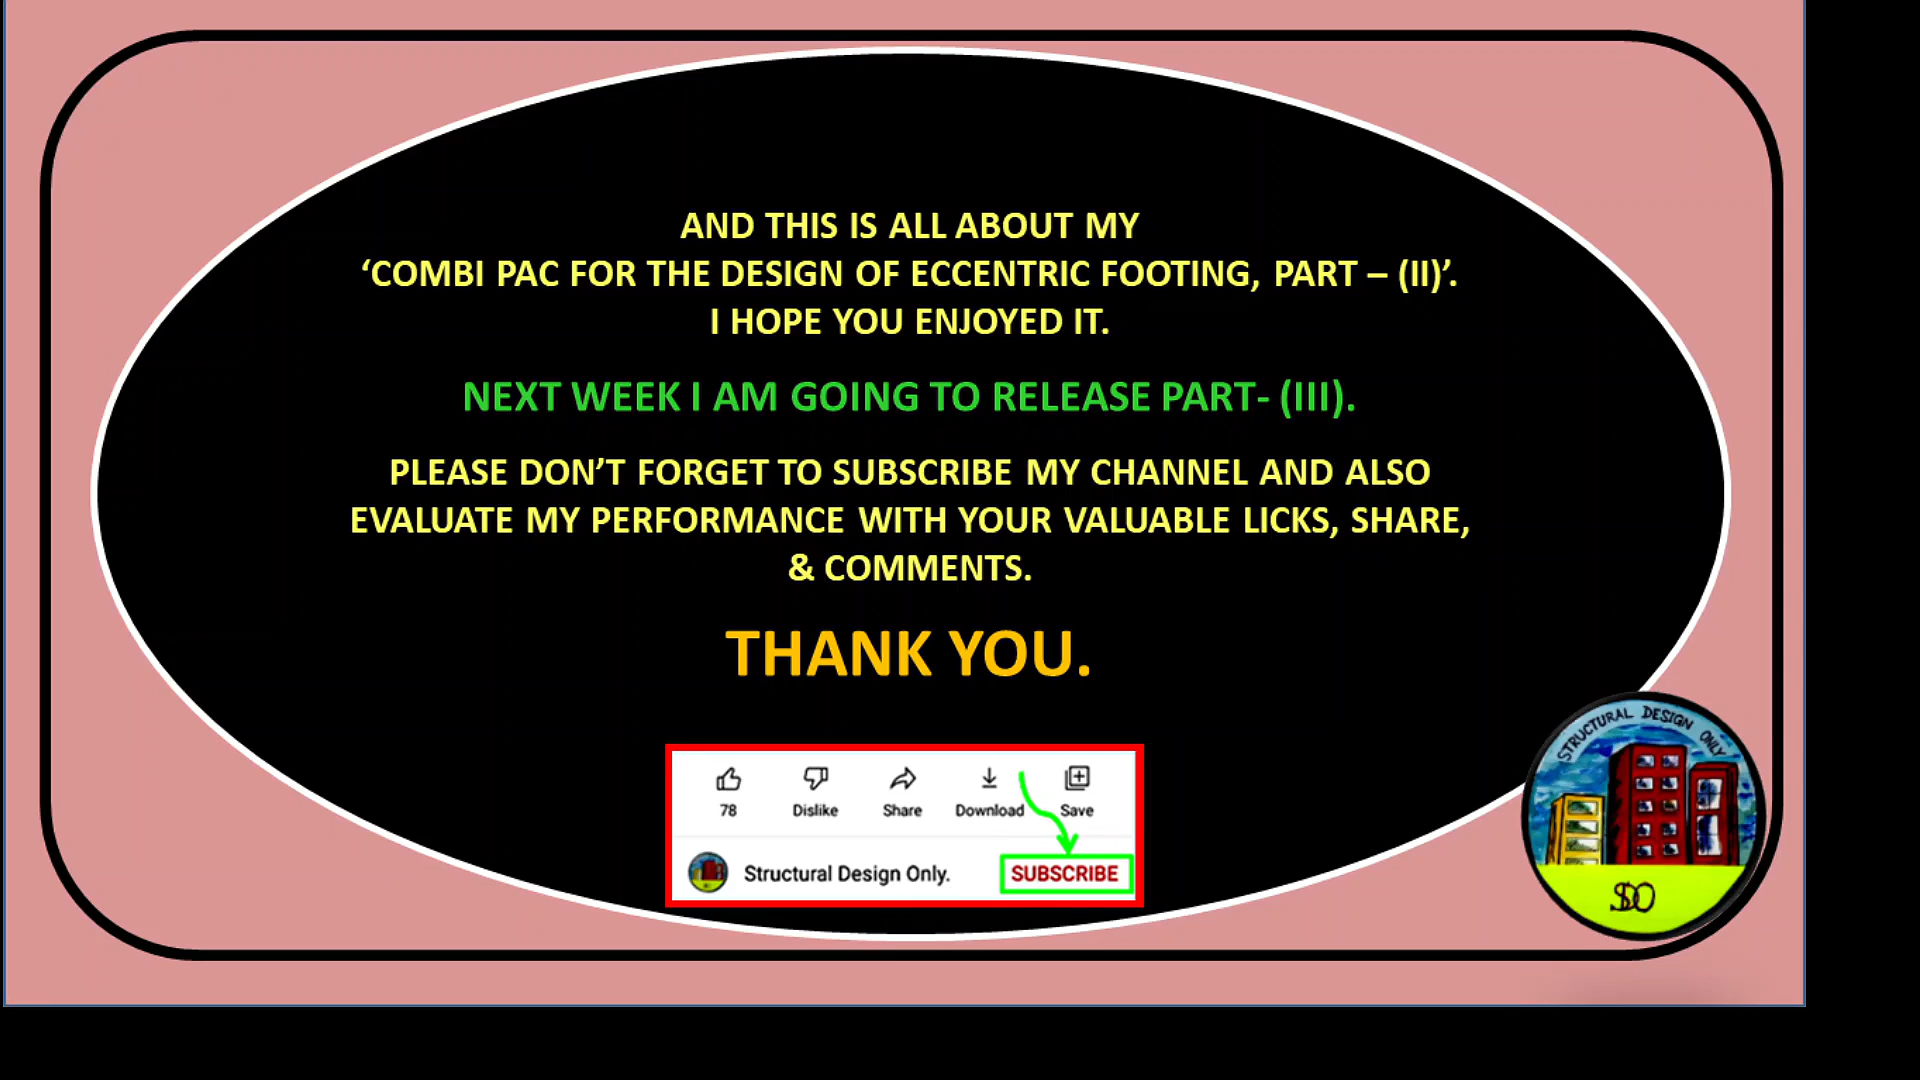 AND THIS IS ALL ABOUT MY
‘COMBI PAC FOR THE DESIGN OF ECCENTRIC FOOTING, PART – (II)’.
I HOPE YOU ENJOYED IT.
NEXT WEEK I AM GOING TO RELEASE PART- (III).
PLEASE DON’T FORGET TO SUBSCRIBE MY CHANNEL AND ALSO
EVALUATE MY PERFORMANCE WITH YOUR VALUABLE LICKS, SHARE,
& COMMENTS.
THANK YOU.
78 Dislike Share Download Save
Structural Design Only. SUBSCRIBE
STRUCTURAL DESIGN ONLY
SDO